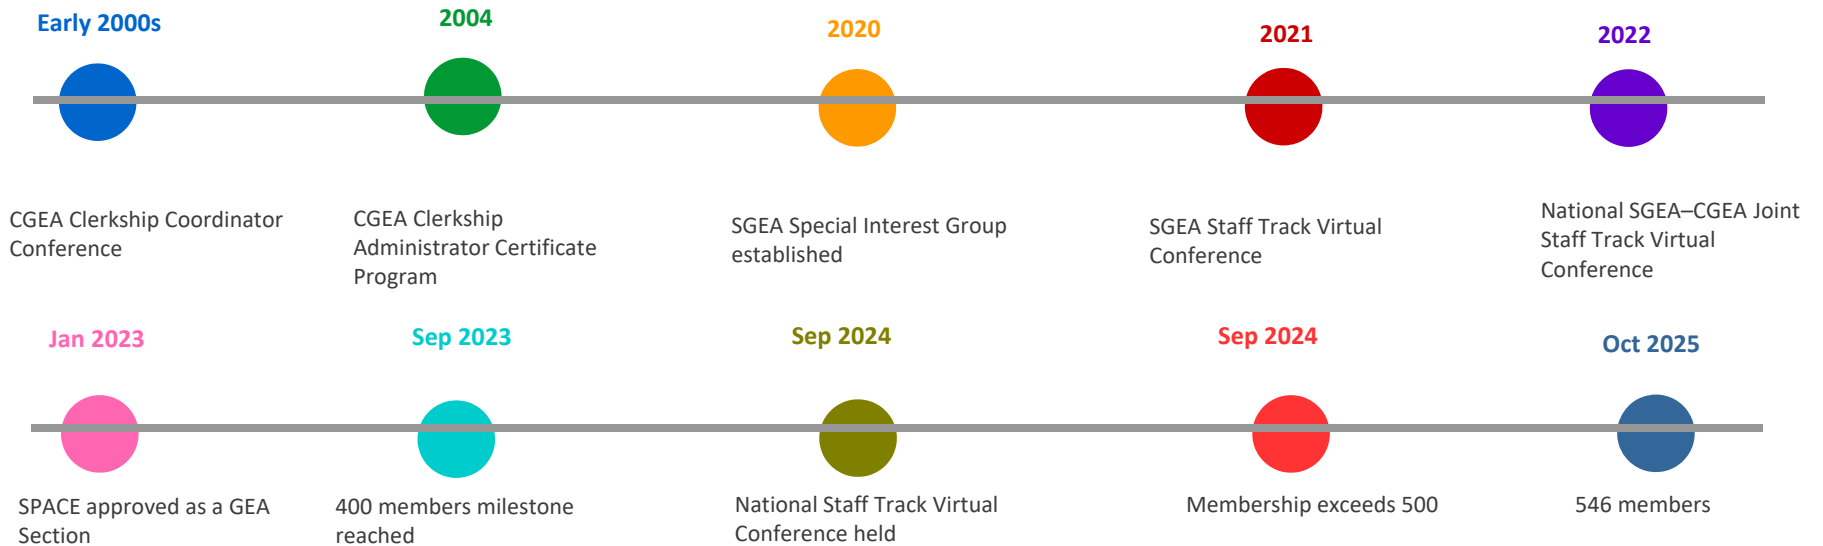 Early 2000s
2004
2020
2021
2022
CGEA Clerkship Coordinator
Conference
CGEA Clerkship
Administrator Certificate
Program
SGEA Special Interest Group
established
SGEA Staff Track Virtual
Conference
National SGEA–CGEA Joint
Staff Track Virtual
Conference
Jan 2023
Sep 2023
Sep 2024
Sep 2024
Oct 2025
SPACE approved as a GEA
Section
400 members milestone
reached
National Staff Track Virtual
Conference held
Membership exceeds 500
546 members